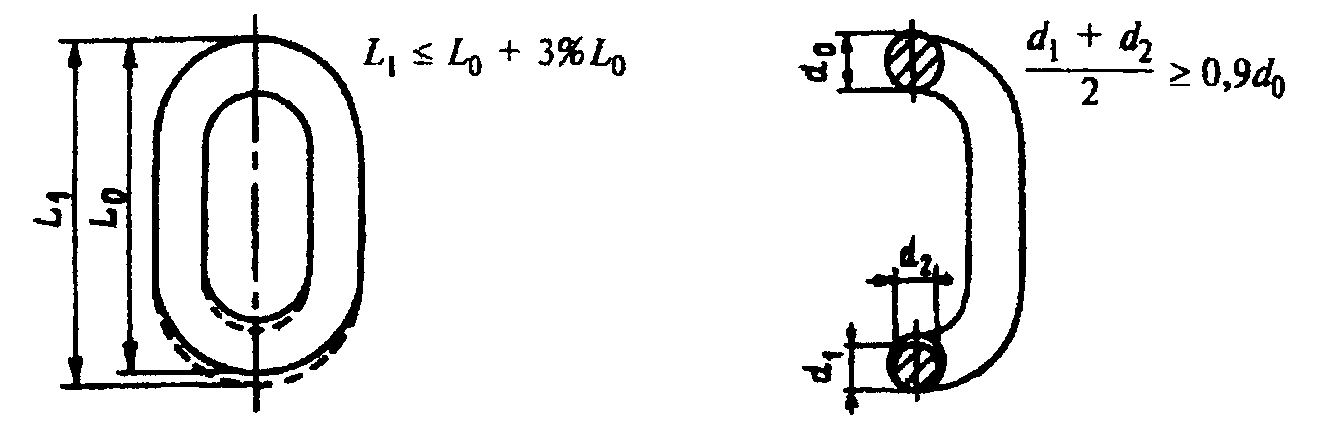 L₁ ≤ L₀ + 3%L₀
L₁
L₀
d₀
(d₁ + d₂)/2 ≥ 0,9d₀
d₂
d₁